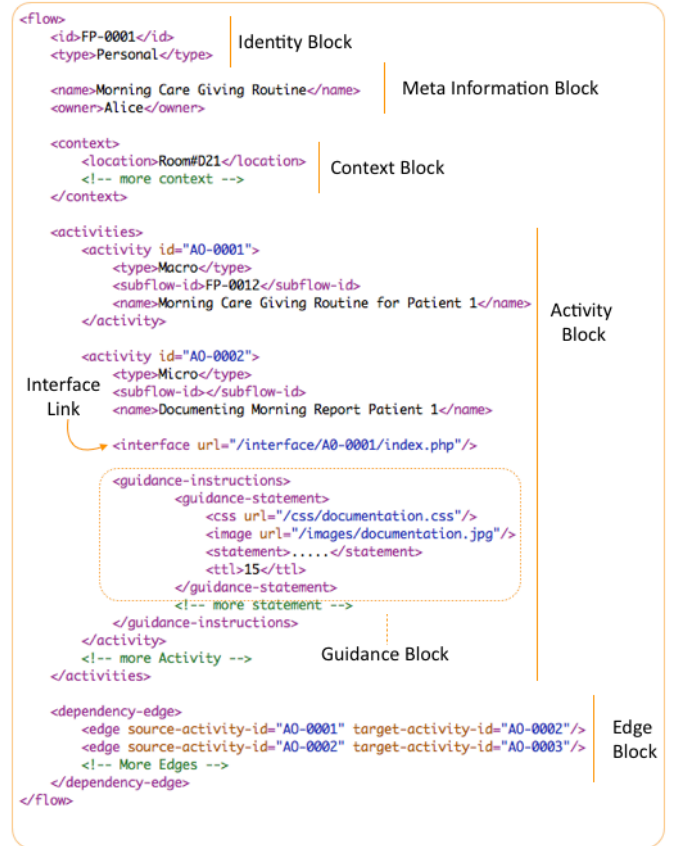 <flow>
<id>FP-0001</id>
<type>Personal</type>
Identity Block
<name>Morning Care Giving Routine</name>
<owner>Alice</owner>
Meta Information Block
<context>
<location>Room#D21</location>
<!-- more context -->
</context>
Context Block
<activities>
<activity id="AO-0001">
<type>Macro</type>
<subflow-id>FP-0012</subflow-id>
<name>Morning Care Giving Routine for Patient 1</name>
</activity>
Activity
Block
<activity id="AO-0002">
<type>Micro</type>
<subflow-id></subflow-id>
<name>Documenting Morning Report Patient 1</name>
Interface
Link
<interface url="/interface/A0-0001/index.php"/>
<guidance-instructions>
<guidance-statement>
<css url="/css/documentation.css"/>
<image url="/images/documentation.jpg"/>
<statement>.....</statement>
<ttl>15</ttl>
</guidance-statement>
<!-- more statement -->
</guidance-instructions>
</activity>
Guidance Block
<!-- more Activity -->
</activities>
<dependency-edge>
<edge source-activity-id="AO-0001" target-activity-id="AO-0002"/>
<edge source-activity-id="AO-0002" target-activity-id="AO-0003"/>
<!-- More Edges -->
</dependency-edge>
Edge
Block
</flow>